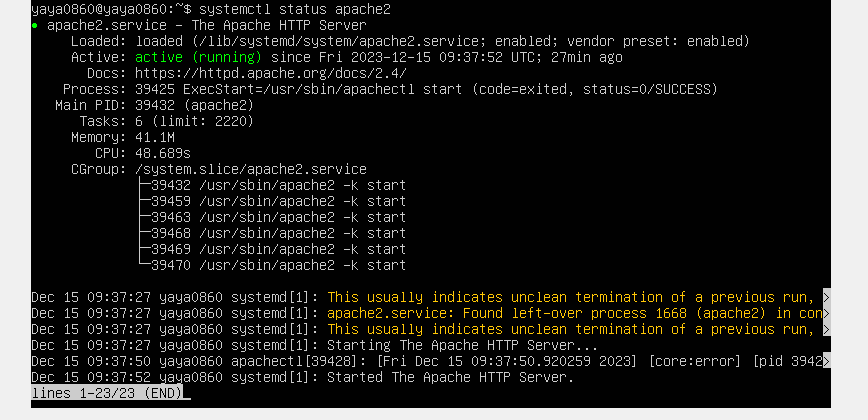 yaya0860@yaya0860:~$ systemctl status apache2
● apache2.service - The Apache HTTP Server
Loaded: loaded (/lib/systemd/system/apache2.service; enabled; vendor preset: enabled)
Active: active (running) since Fri 2023-12-15 09:37:52 UTC; 27min ago
Docs: https://httpd.apache.org/docs/2.4/
Process: 39425 ExecStart=/usr/sbin/apachectl start (code=exited, status=0/SUCCESS)
Main PID: 39432 (apache2)
Tasks: 6 (limit: 2220)
Memory: 41.1M
CPU: 48.689s
CGroup: /system.slice/apache2.service
├─39432 /usr/sbin/apache2 -k start
├─39459 /usr/sbin/apache2 -k start
├─39463 /usr/sbin/apache2 -k start
├─39468 /usr/sbin/apache2 -k start
├─39469 /usr/sbin/apache2 -k start
└─39470 /usr/sbin/apache2 -k start
Dec 15 09:37:27 yaya0860 systemd[1]: This usually indicates unclean termination of a previous run, >
Dec 15 09:37:27 yaya0860 systemd[1]: apache2.service: Found left-over process 1668 (apache2) in con>
Dec 15 09:37:27 yaya0860 systemd[1]: This usually indicates unclean termination of a previous run, >
Dec 15 09:37:27 yaya0860 systemd[1]: Starting The Apache HTTP Server...
Dec 15 09:37:50 yaya0860 apachectl[39428]: [Fri Dec 15 09:37:50.920259 2023] [core:error] [pid 3942>
Dec 15 09:37:52 yaya0860 systemd[1]: Started The Apache HTTP Server.
lines 1-23/23 (END)